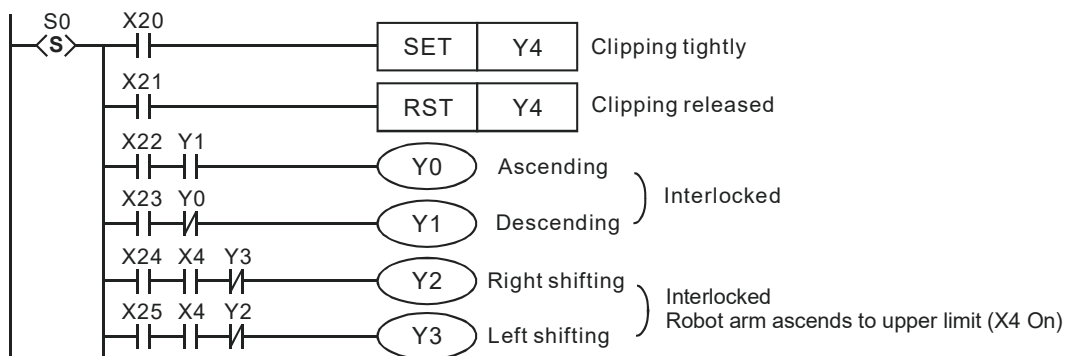 S0 X20
S SET Y4 Clipping tightly
X21
RST Y4 Clipping released
X22 Y1
Y0 Ascending
Interlocked
X23 Y0
Y1 Descending
X24 X4 Y3
Y2 Right shifting
Interlocked
Robot arm ascends to upper limit (X4 On)
X25 X4 Y2
Y3 Left shifting